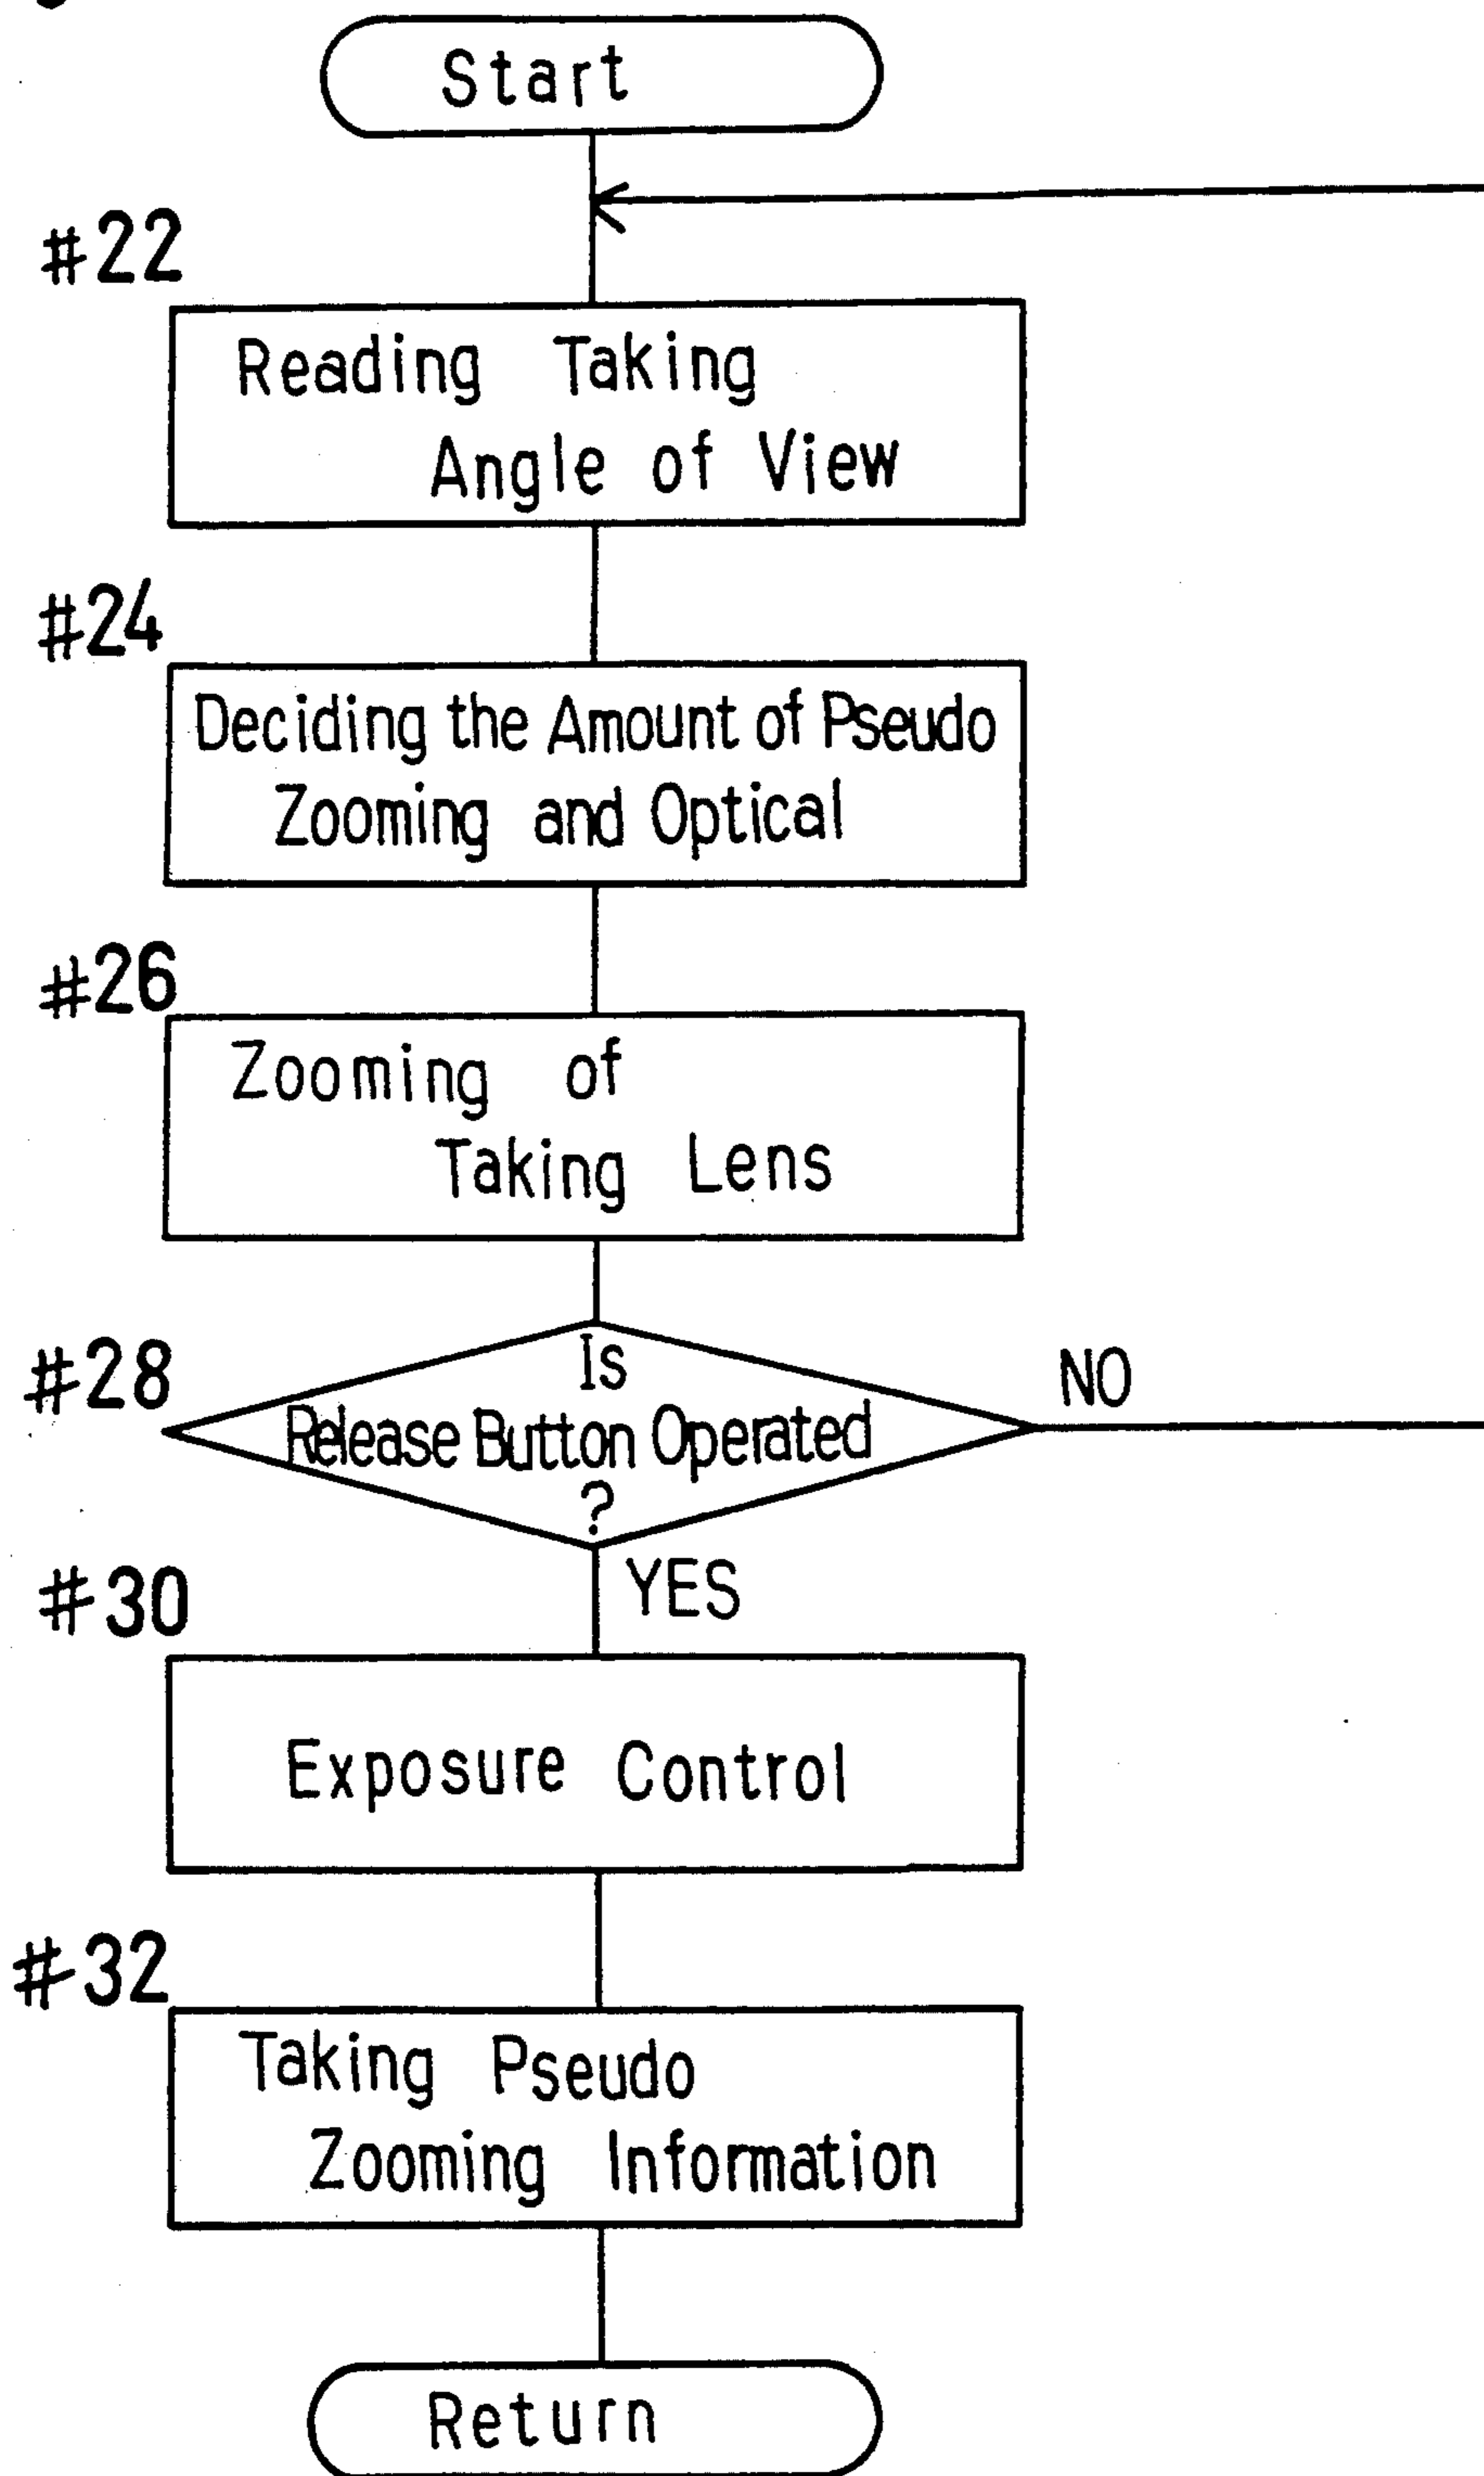 Start
#22
Reading Taking
Angle of View
#24
Deciding the Amount of Pseudo
Zooming and Optical
#26
Zooming of
Taking Lens
#28
Is
Release Button Operated
?
NO
YES
#30
Exposure Control
#32
Taking Pseudo
Zooming Information
Return